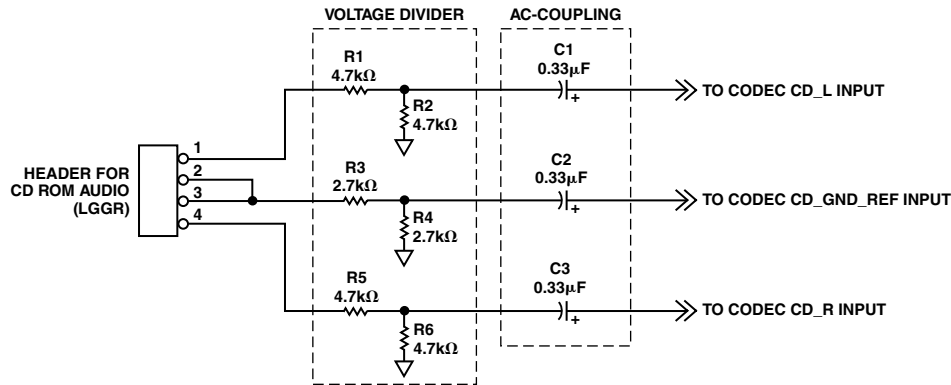 VOLTAGE DIVIDER
AC-COUPLING
R1
4.7kΩ
C1
0.33μF
+
TO CODEC CD_L INPUT
R2
4.7kΩ
HEADER FOR
CD ROM AUDIO
(LGGR)
1
2
3
4
R3
2.7kΩ
C2
0.33μF
+
TO CODEC CD_GND_REF INPUT
R4
2.7kΩ
R5
4.7kΩ
C3
0.33μF
+
TO CODEC CD_R INPUT
R6
4.7kΩ